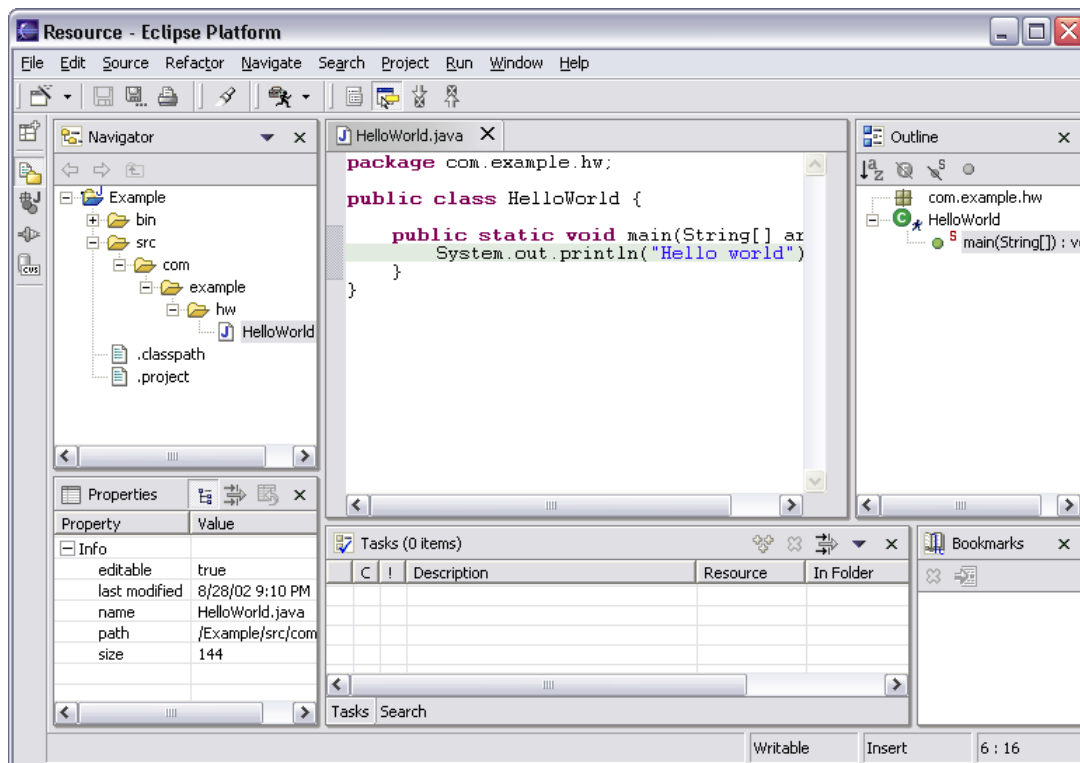 Resource - Eclipse Platform
File Edit Source Refactor Navigate Search Project Run Window Help
Navigator
Example
bin
src
com
example
hw
HelloWorld
.classpath
.project
HelloWorld.java
package com.example.hw;
public class HelloWorld {
public static void main(String[] ar
System.out.println("Hello world")
}
}
Outline
com.example.hw
HelloWorld
main(String[]) : v
Properties
Property Value
Info
editable true
last modified 8/28/02 9:10 PM
name HelloWorld.java
path /Example/src/com
size 144
Tasks (0 items)
C ! Description Resource In Folder
Tasks Search
Bookmarks
Writable Insert 6 : 16